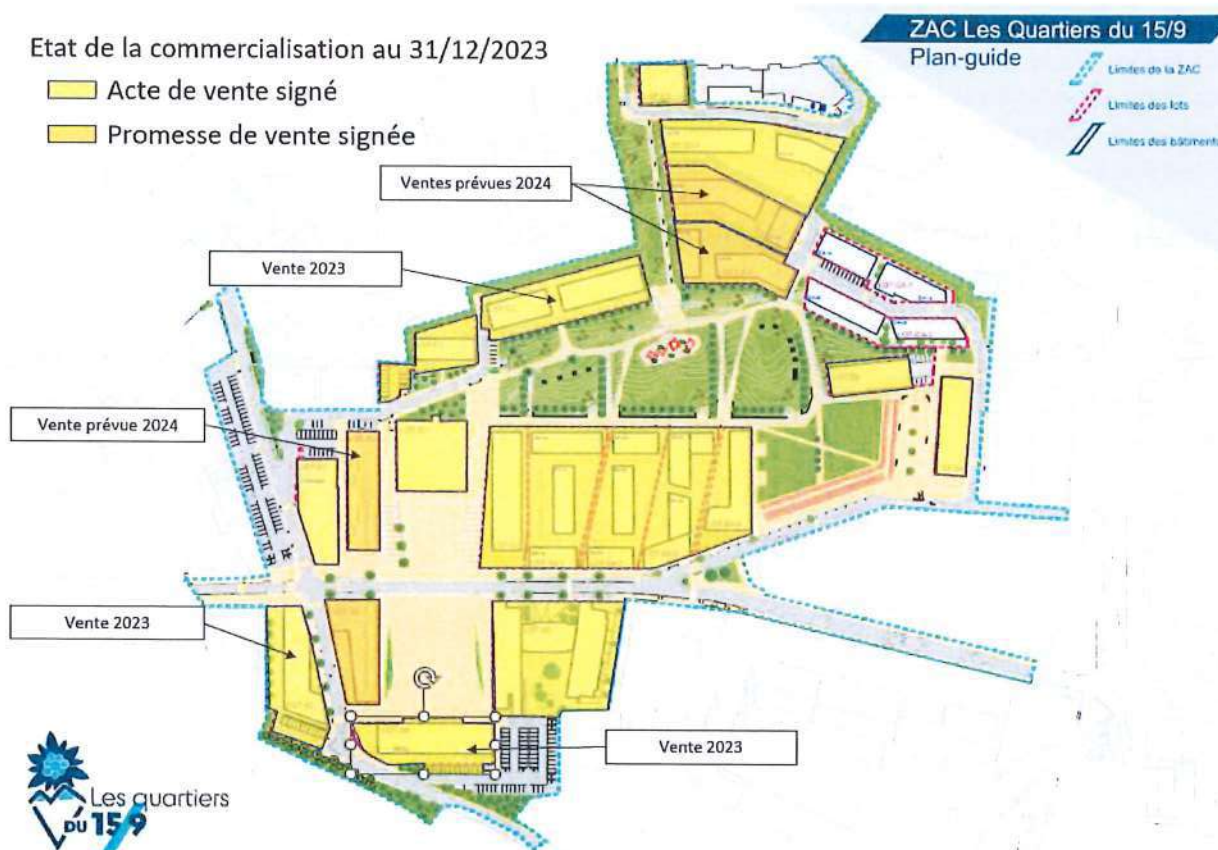 Etat de la commercialisation au 31/12/2023
Acte de vente signé
Promesse de vente signée
ZAC Les Quartiers du 15/9
Plan-guide
Limites de la ZAC
Limites des lots
Limites des bâtiments
Ventes prévues 2024
Vente 2023
Vente prévue 2024
Vente 2023
Vente 2023
Les quartiers
DU 15/9